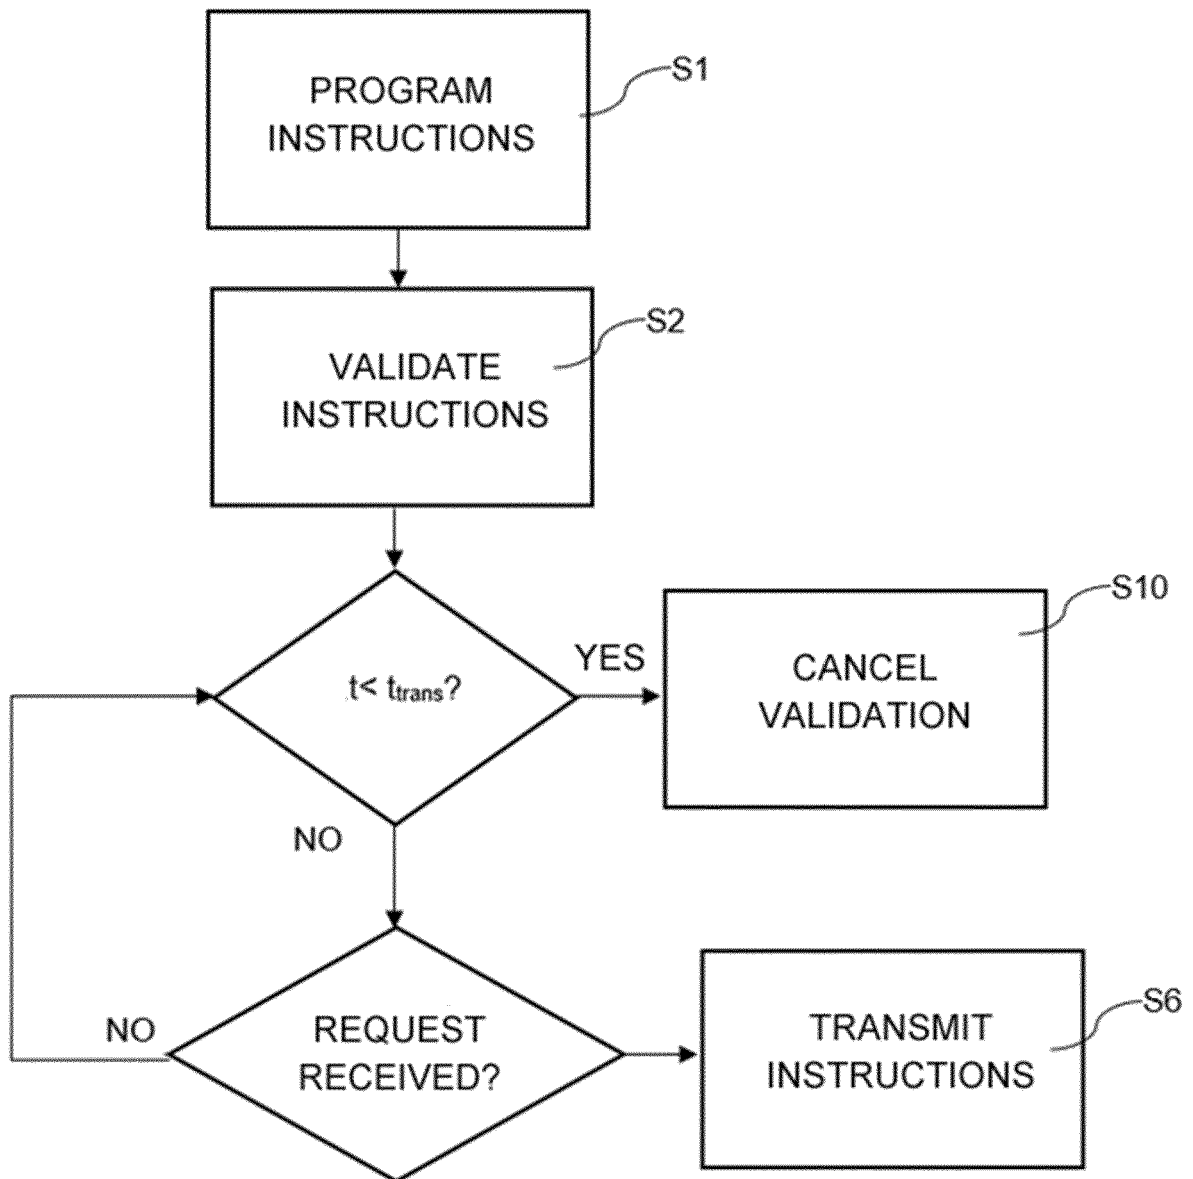 PROGRAM
INSTRUCTIONS
S1
VALIDATE
INSTRUCTIONS
S2
t< ttrans?
YES
CANCEL
VALIDATION
S10
NO
REQUEST
RECEIVED?
NO
TRANSMIT
INSTRUCTIONS
S6